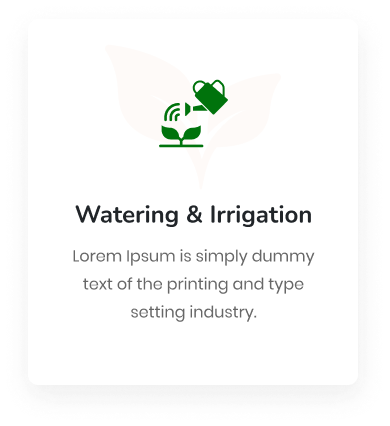 Watering & Irrigation
Lorem Ipsum is simply dummy
text of the printing and type
setting industry.